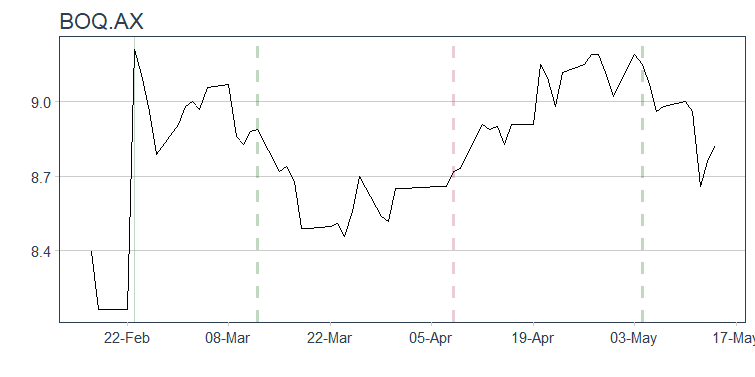 BOQ.AX
9.0
8.7
8.4
22-Feb
08-Mar
22-Mar
05-Apr
19-Apr
03-May
17-May